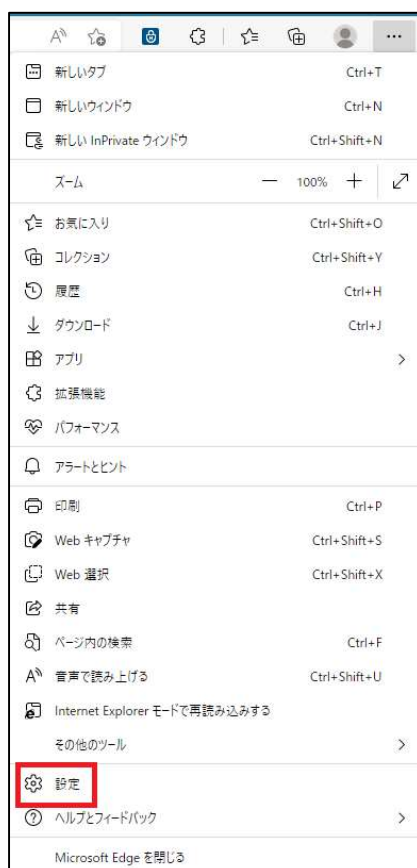 新しいタブ Ctrl+T
新しいウィンドウ Ctrl+N
新しい InPrivate ウィンドウ Ctrl+Shift+N
ズーム — 100% +
お気に入り Ctrl+Shift+O
コレクション Ctrl+Shift+Y
履歴 Ctrl+H
ダウンロード Ctrl+J
アプリ
拡張機能
パフォーマンス
アラートとヒント
印刷 Ctrl+P
Web キャプチャ Ctrl+Shift+S
Web 選択 Ctrl+Shift+X
共有
ページ内の検索 Ctrl+F
音声で読み上げる Ctrl+Shift+U
Internet Explorer モードで再読み込みする
その他のツール
設定
ヘルプとフィードバック
Microsoft Edge を閉じる